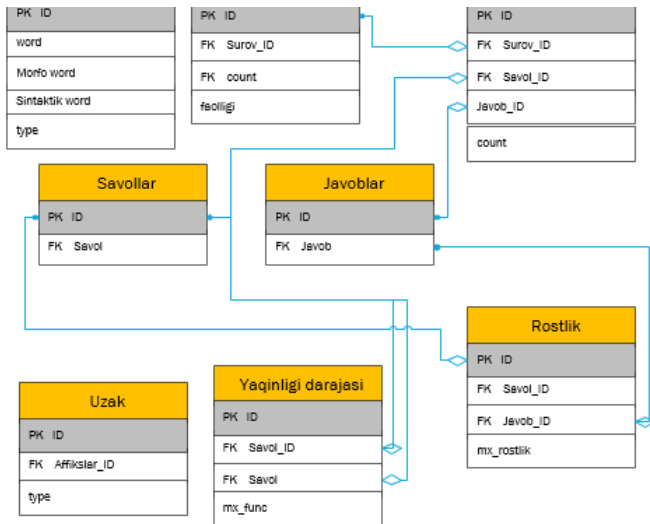 PK ID
word
Morfo word
Sintaktik word
type
PK ID
FK Surov_ID
FK count
faolligi
PK ID
FK Surov_ID
FK Savol_ID
Javob_ID
count
Savollar
PK ID
FK Savol
Javoblar
PK ID
FK Javob
Rostlik
PK ID
FK Savol_ID
FK Javob_ID
mx_rostlik
Uzak
PK ID
FK Affikslar_ID
type
Yaqinligi darajasi
PK ID
FK Savol_ID
FK Savol
mx_func